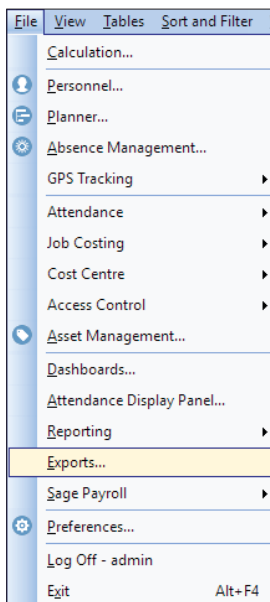 File View Tables Sort and Filter
Calculation...
Personnel...
Planner...
Absence Management...
GPS Tracking
Attendance
Job Costing
Cost Centre
Access Control
Asset Management...
Dashboards...
Attendance Display Panel...
Reporting
Exports...
Sage Payroll
Preferences...
Log Off - admin
Exit Alt+F4